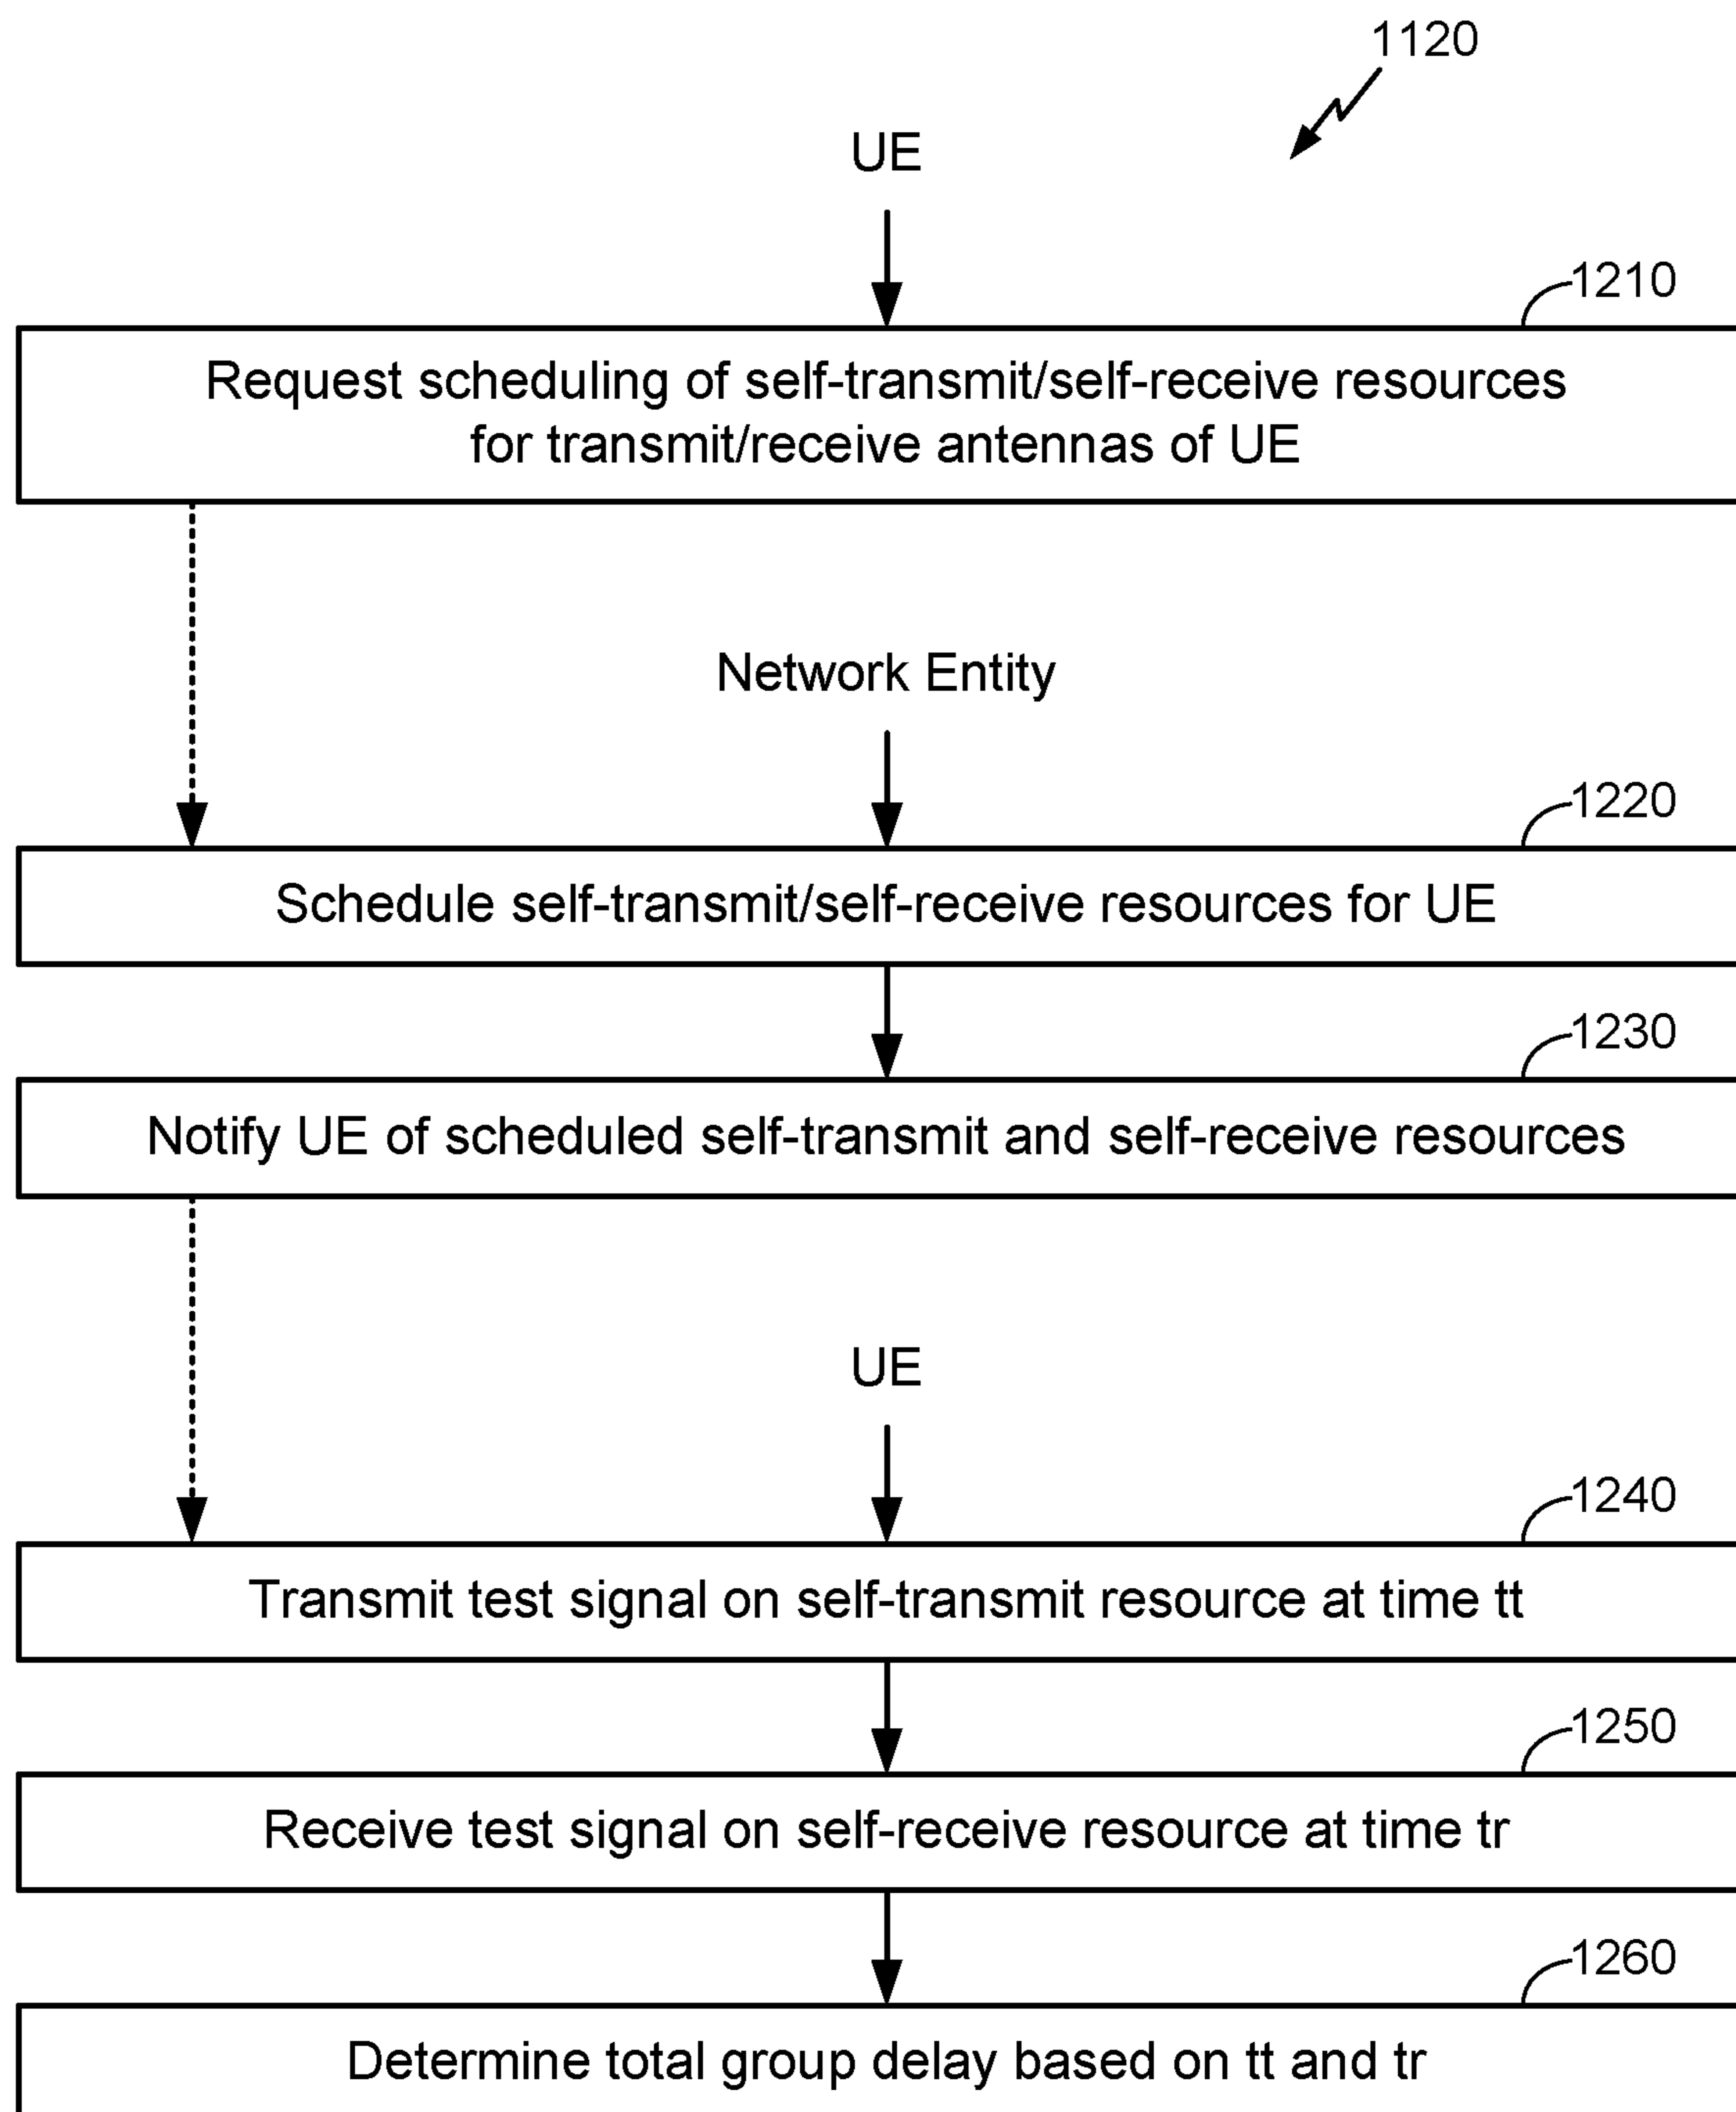 1120
UE
1210
Request scheduling of self-transmit/self-receive resources
for transmit/receive antennas of UE
Network Entity
1220
Schedule self-transmit/self-receive resources for UE
1230
Notify UE of scheduled self-transmit and self-receive resources
UE
1240
Transmit test signal on self-transmit resource at time tt
1250
Receive test signal on self-receive resource at time tr
1260
Determine total group delay based on tt and tr